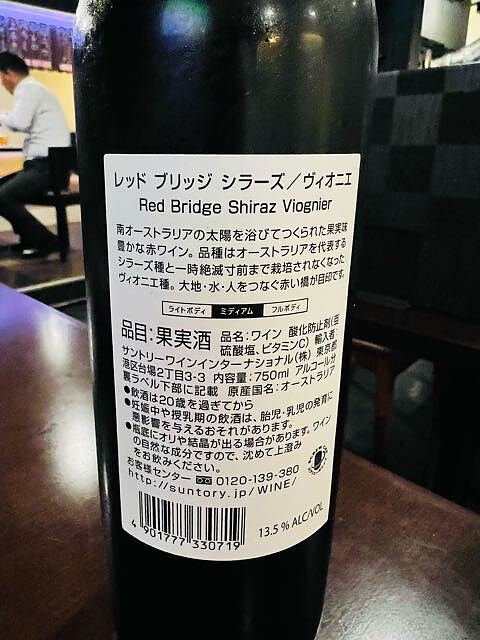 レッド ブリッジ シラーズ／ヴィオニエ
Red Bridge Shiraz Viognier
南オーストラリアの太陽を浴びてつくられた果実味
豊かな赤ワイン。品種はオーストラリアを代表する
シラーズ種と一時絶滅寸前まで栽培されなくなった
ヴィオニエ種。大地・水・人をつなぐ赤い橋が目印です。
ライトボディ ミディアム フルボディ
品目：果実酒 品名：ワイン 酸化防止剤（亜
硫酸塩、ビタミンC）輸入者：
サントリーワインインターナショナル（株）東京都
港区台場2丁目3-3 内容量：750ml アルコール分
裏ラベル下部に記載 原産国名：オーストラリア
●飲酒は20歳を過ぎてから
●妊娠中や授乳期の飲酒は、胎児・乳児の発育に
悪影響を与えるおそれがあります。
●瓶底にオリや結晶が出る場合があります。ワイン
の自然な成分ですので、沈めて上澄み
をお飲みください。
お客様センター 0120-139-380
http://suntory.jp/WINE/
4 901777 330719
13.5 % ALC/VOL